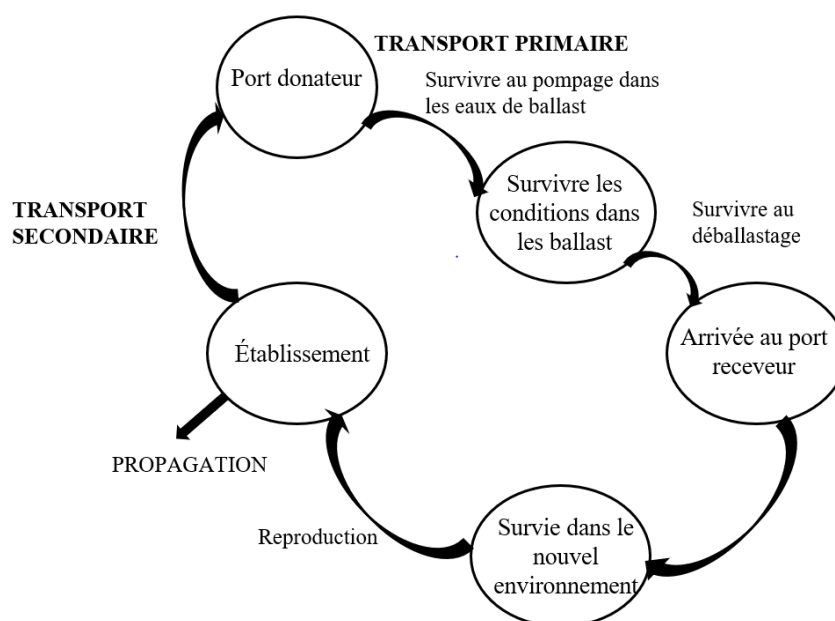 Port donateur
TRANSPORT PRIMAIRE
Survivre au pompage dans
les eaux de ballast
Survivre les
conditions dans
les ballast
Survivre au
déballastage
Arrivée au port
receveur
Survie dans le
nouvel
environnement
Reproduction
Établissement
PROPAGATION
TRANSPORT
SECONDAIRE